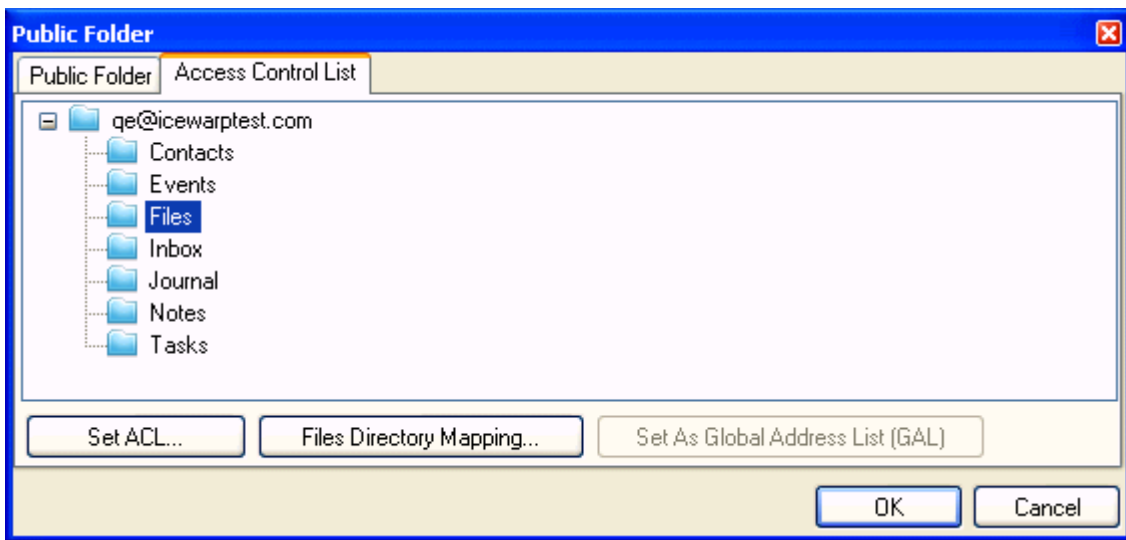 Public Folder
Public Folder Access Control List
qe@icewarptest.com
Contacts
Events
Files
Inbox
Journal
Notes
Tasks
Set ACL... Files Directory Mapping... Set As Global Address List (GAL)
OK Cancel